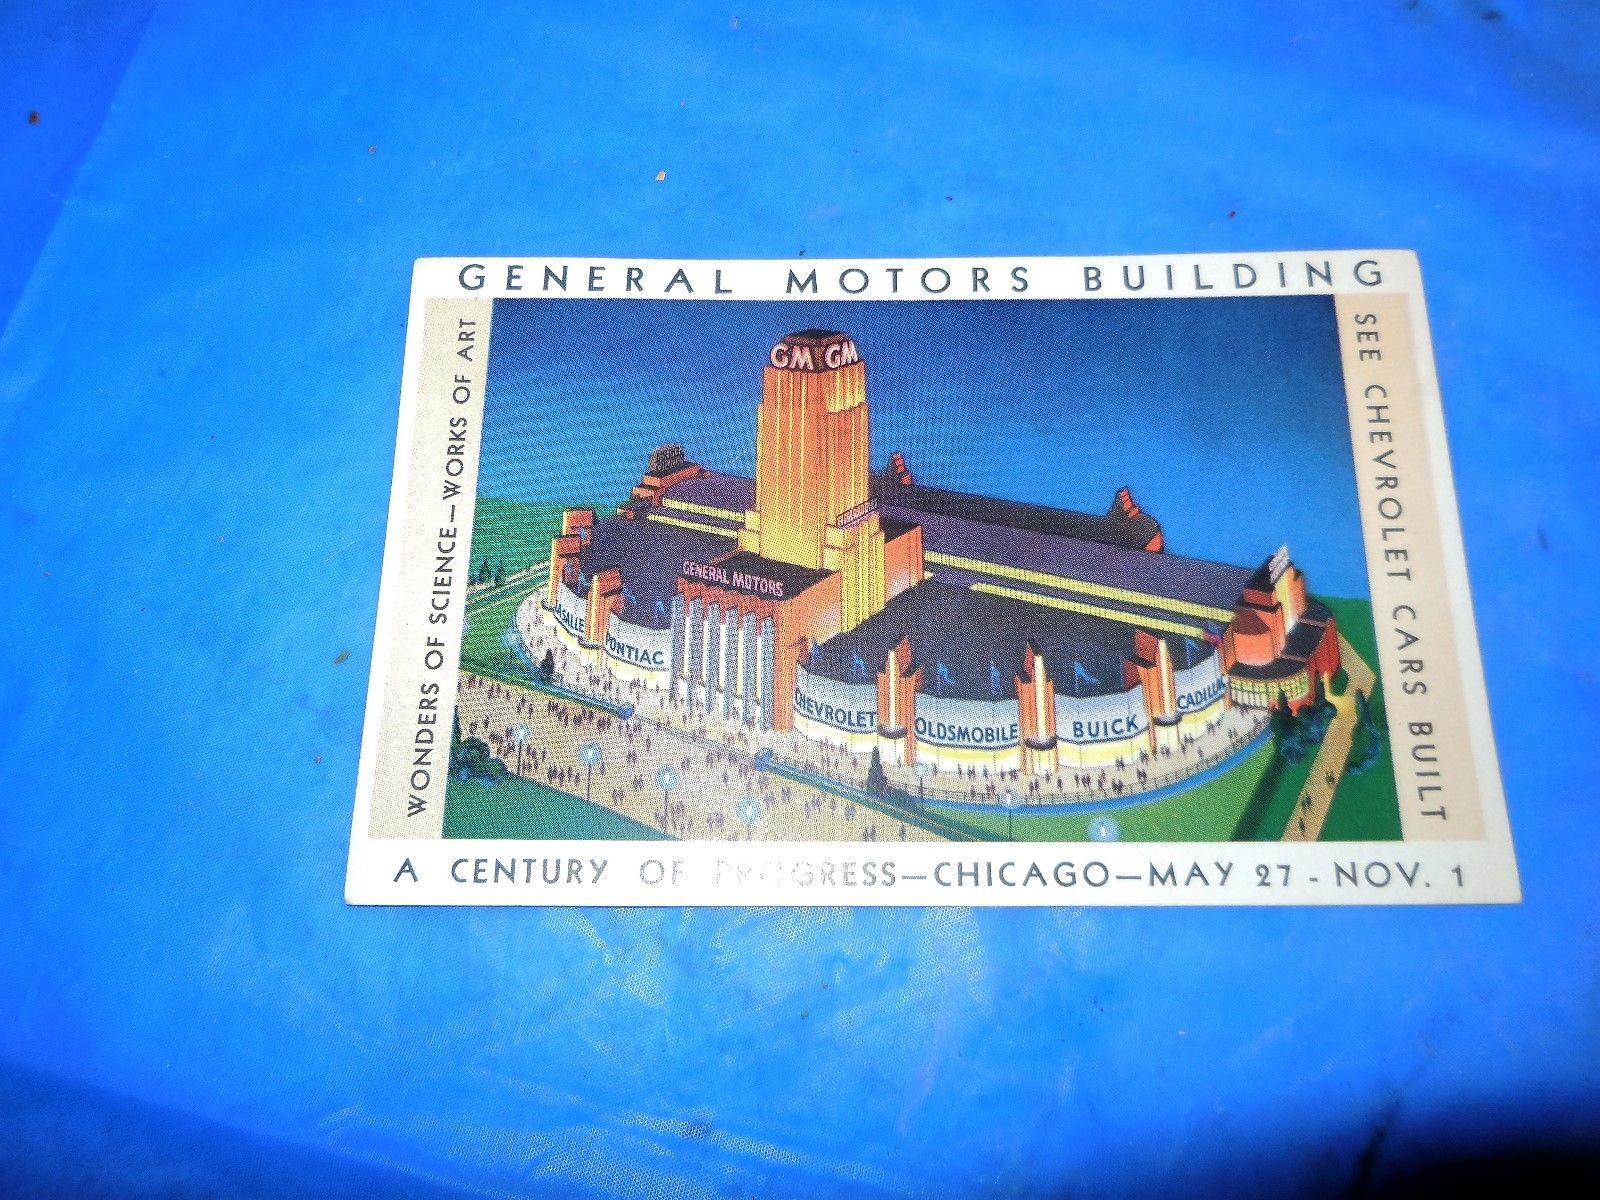 GENERAL MOTORS BUILDING
WONDERS OF SCIENCE—WORKS OF ART
SEE CHEVROLET CARS BUILT
GM GM
GENERAL MOTORS
LASALLE
PONTIAC
CHEVROLET
OLDSMOBILE
BUICK
CADILLAC
A CENTURY OF PROGRESS—CHICAGO—MAY 27 - NOV. 1